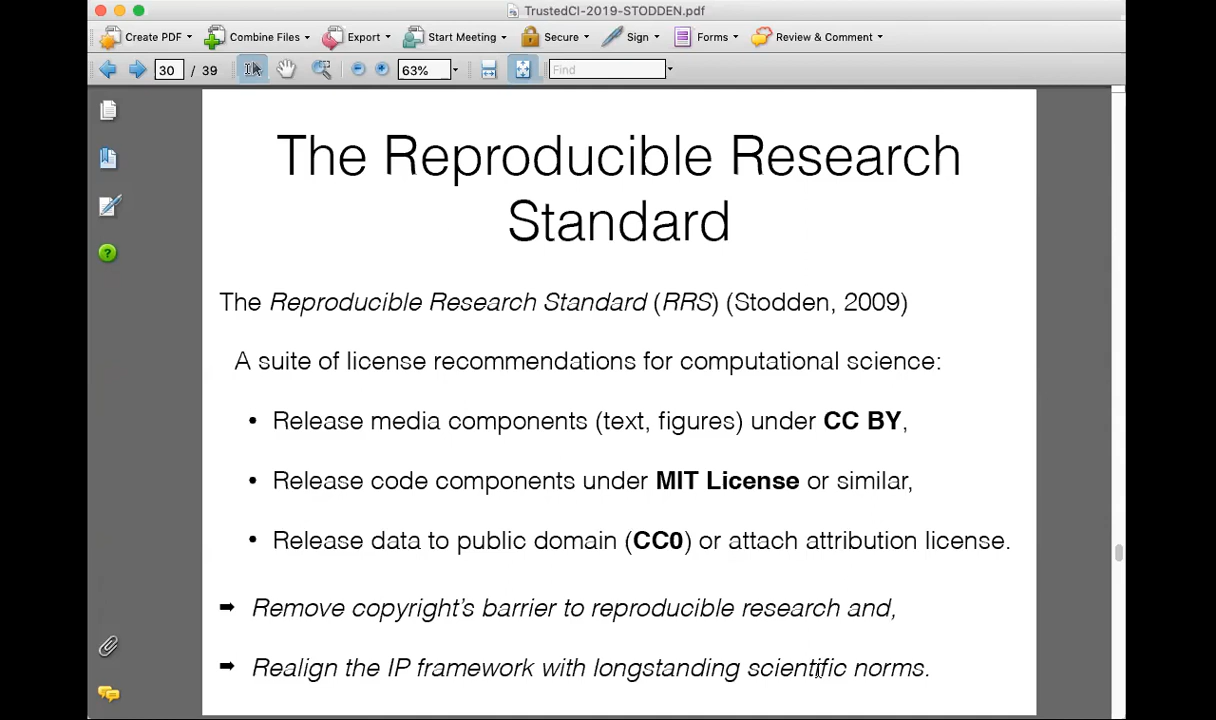 TrustedCI-2019-STODDEN.pdf
Create PDF Combine Files Export Start Meeting Secure Sign Forms Review & Comment
30 / 39 63% Find
The Reproducible Research
Standard
The Reproducible Research Standard (RRS) (Stodden, 2009)
A suite of license recommendations for computational science:
• Release media components (text, figures) under CC BY,
• Release code components under MIT License or similar,
• Release data to public domain (CC0) or attach attribution license.
➡ Remove copyright's barrier to reproducible research and,
➡ Realign the IP framework with longstanding scientific norms.